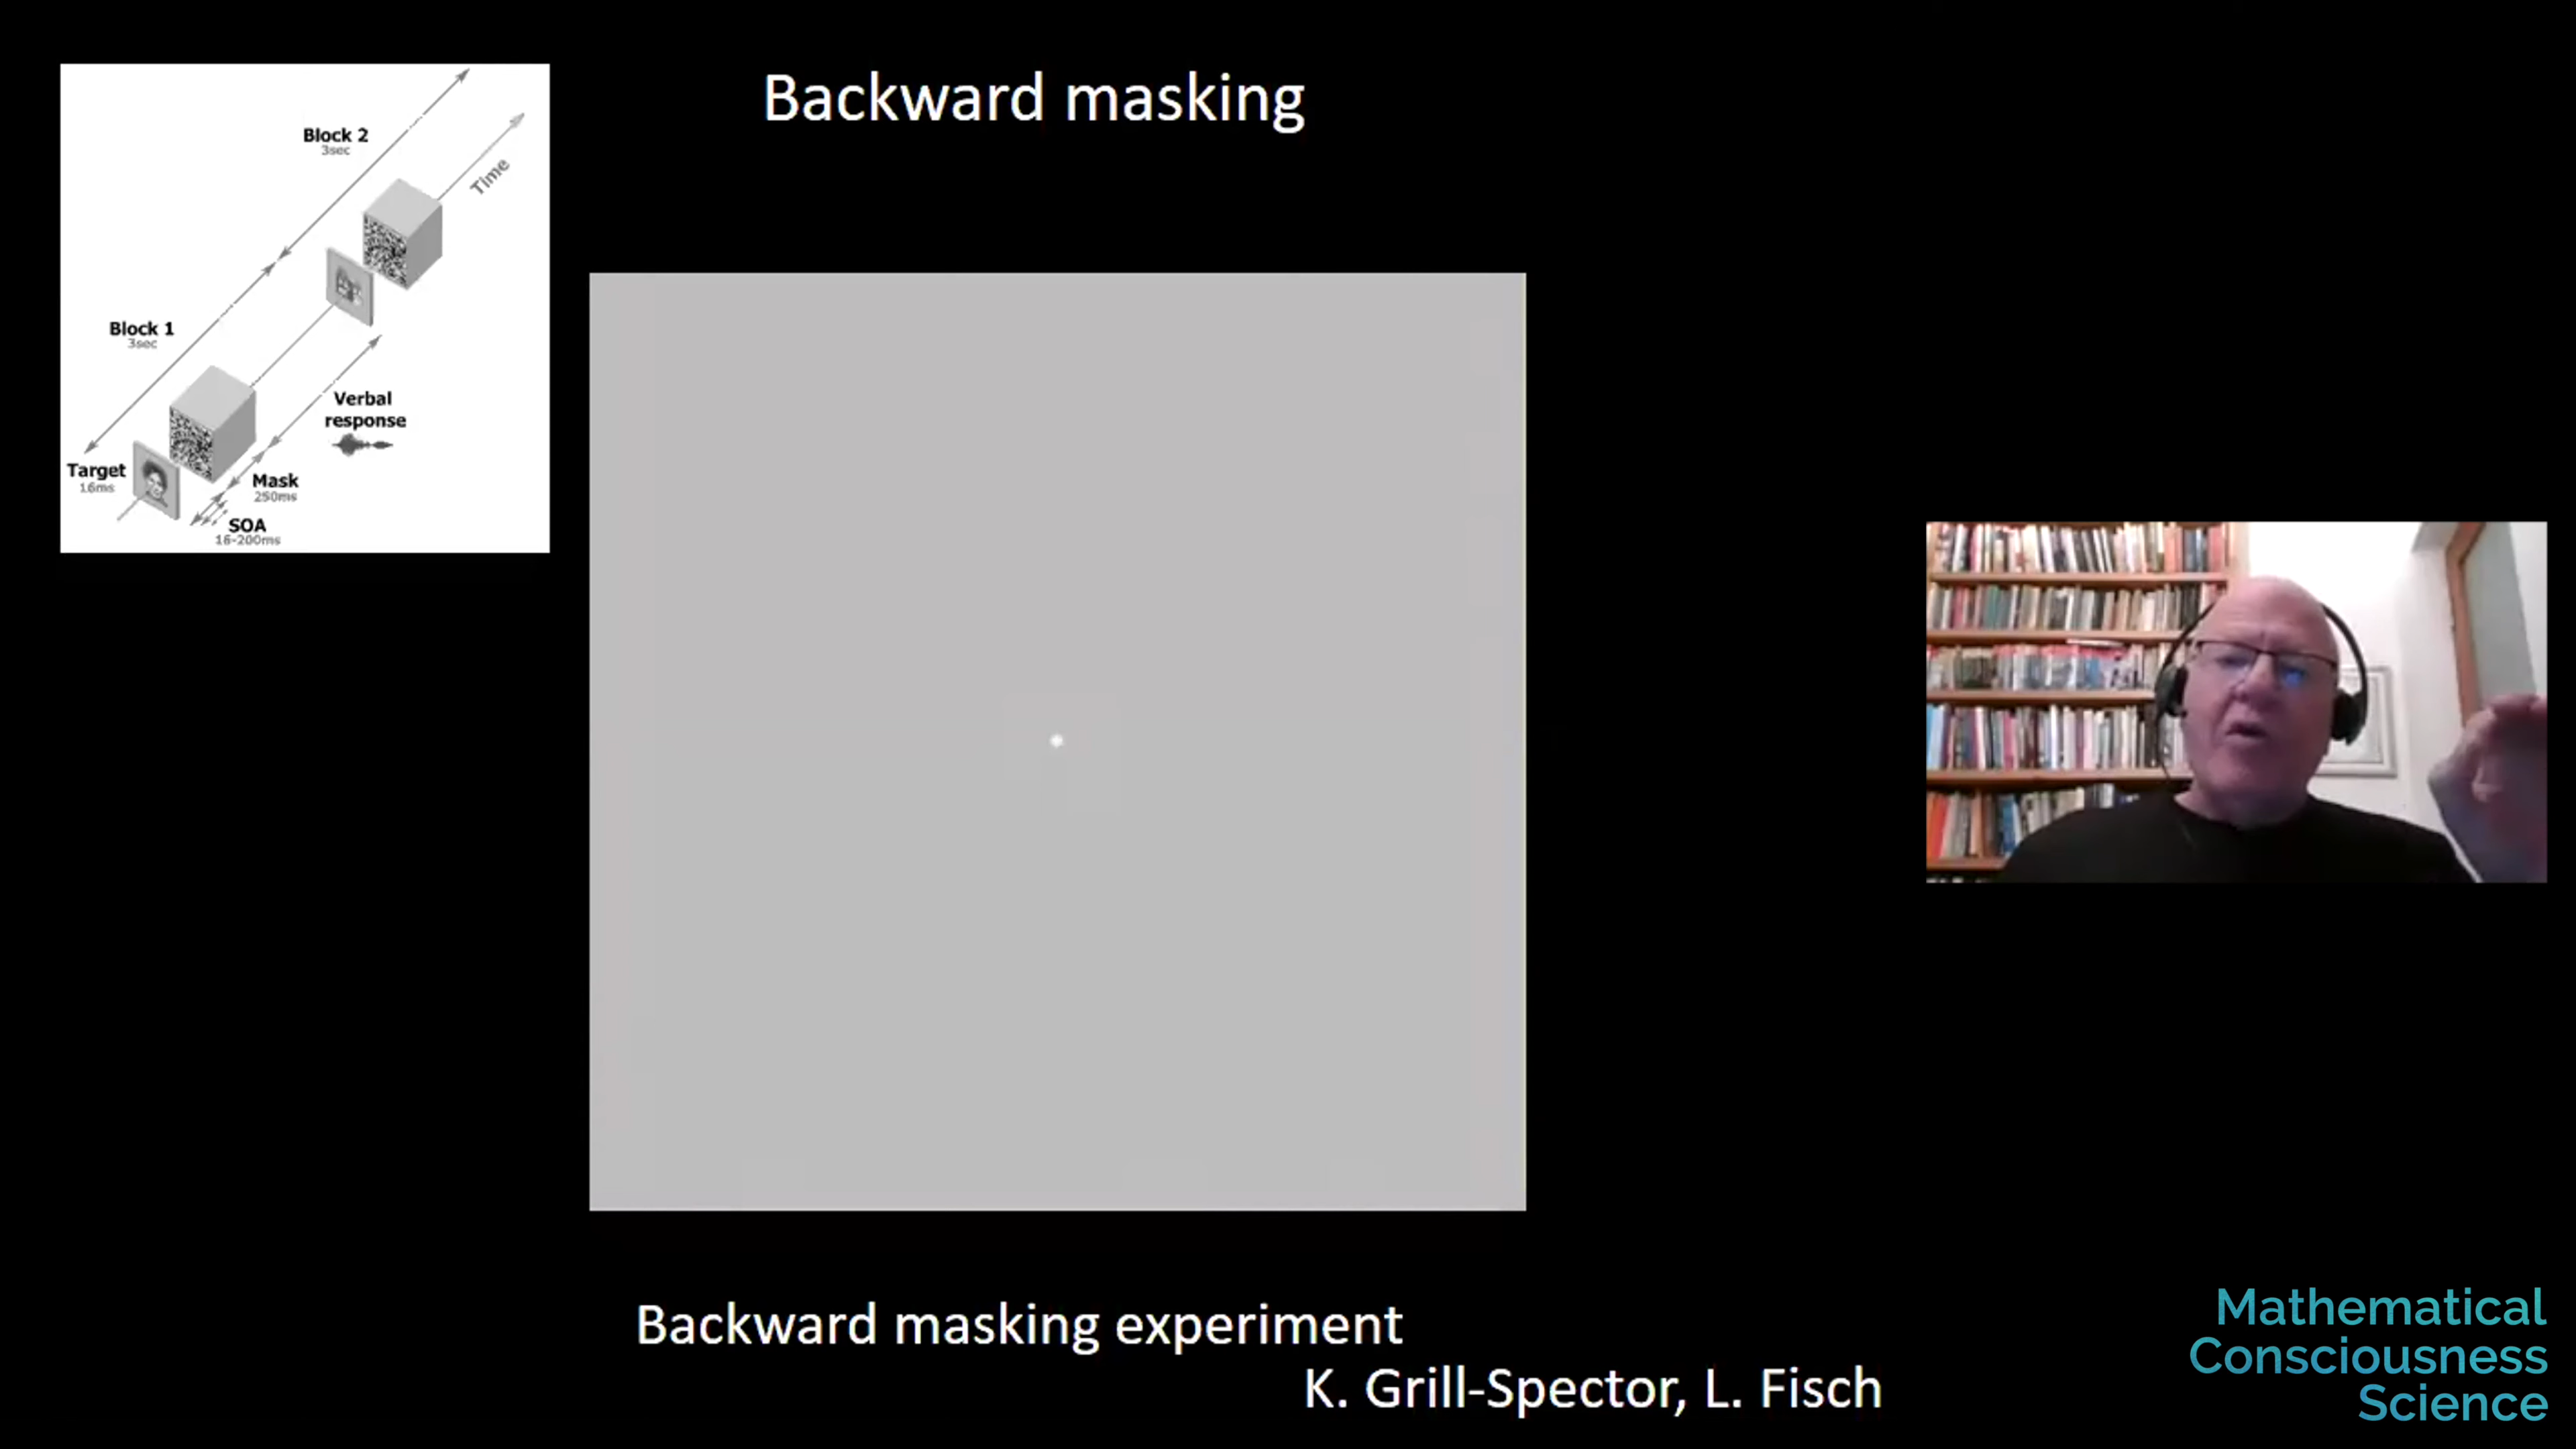 Backward masking
Block 2
3sec
Time
Block 1
3sec
Verbal
response
Target
16ms
Mask
250ms
SOA
16-200ms
Backward masking experiment
K. Grill-Spector, L. Fisch
Mathematical
Consciousness
Science